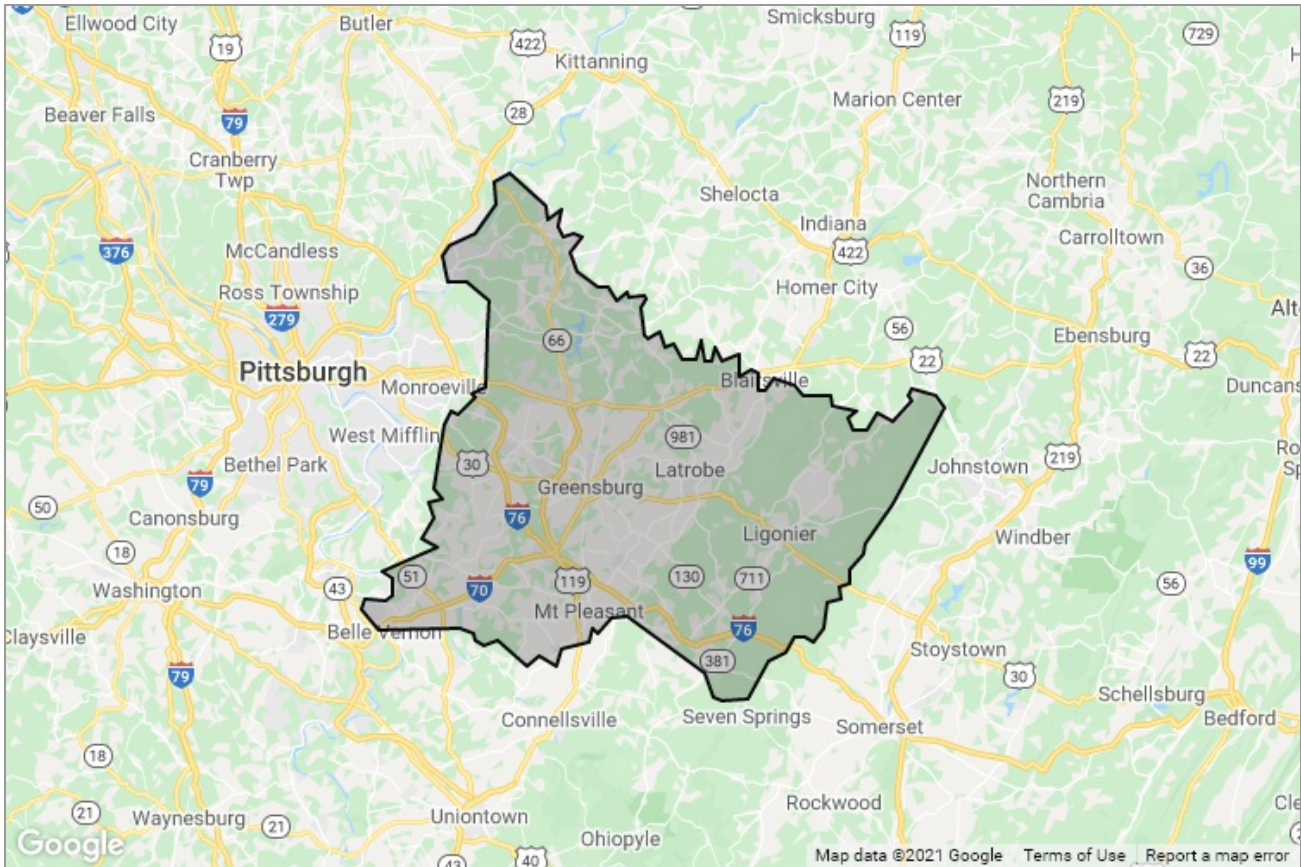 Ellwood City
Butler
Smicksburg
19
422
119
729
Kittanning
79
Beaver Falls
28
Marion Center
219
Cranberry
Twp
Shelocta
Northern
Cambria
376
McCandless
Indiana
422
Carrolltown
36
Ross Township
279
Homer City
56
Alto
66
Ebensburg
22
22
Pittsburgh
Monroeville
Blairsville
Duncans
West Mifflin
981
Bethel Park
30
Latrobe
Johnstown
219
Ro
Sp
79
Greensburg
50
Canonsburg
76
Ligonier
Windber
18
99
Washington
43
51
70
119
130
711
56
Mt Pleasant
Claysville
Belle Vernon
76
Stoystown
79
381
30
Schellsburg
Connellsville
Seven Springs
Somerset
Bedford
18
21
Waynesburg
21
Uniontown
Rockwood
Cle
Ohiopyle
Google
43
40
Map data ©2021 Google
Terms of Use
Report a map error